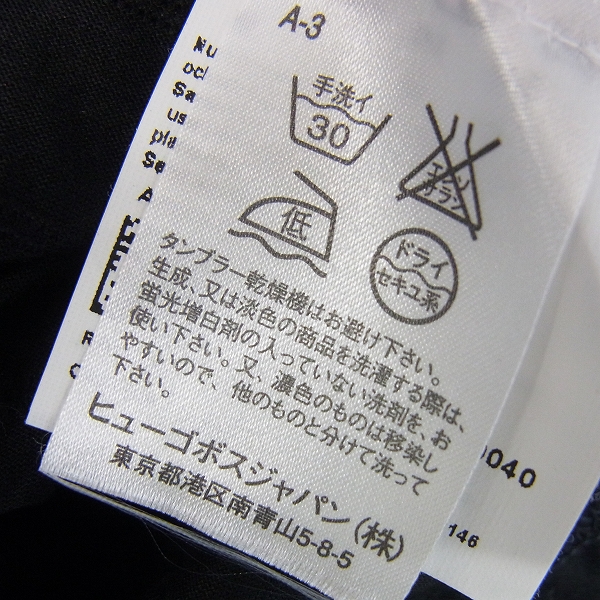 A-3
手洗イ
30
エンソ
サラシ
低
ドライ
セキユ系
タンブラー乾燥機はお避け下さい。
生成、又は淡色の商品を洗濯する際は、
蛍光増白剤の入っていない洗剤を、お
使い下さい。又、濃色のものは移染し
やすいので、他のものと分けて洗って
下さい。
ヒューゴボスジャパン(株)
東京都港区南青山5-8-5
Nu
Sa
us
pla
Se
A
R
0040
146